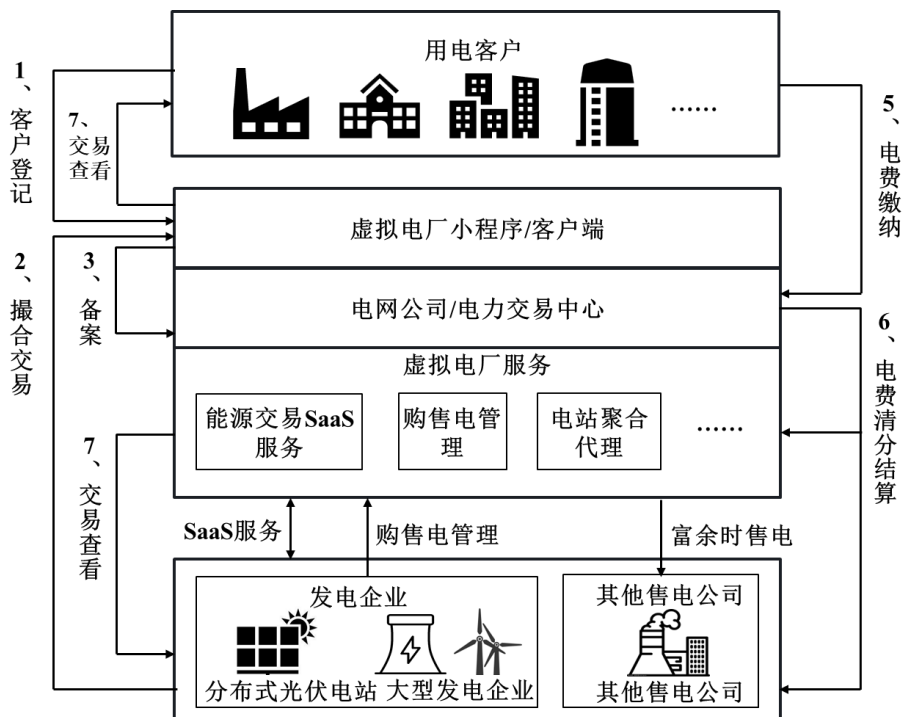 用电客户
……
1、客户登记
7、
交易
查看
5、电费缴纳
虚拟电厂小程序/客户端
2、撮合交易
3、备案
电网公司/电力交易中心
6、电费清分结算
虚拟电厂服务
能源交易SaaS
服务
购售电管
理
电站聚合
代理
……
7、交易查看
SaaS服务
购售电管理
富余时售电
发电企业
分布式光伏电站
大型发电企业
其他售电公司
其他售电公司